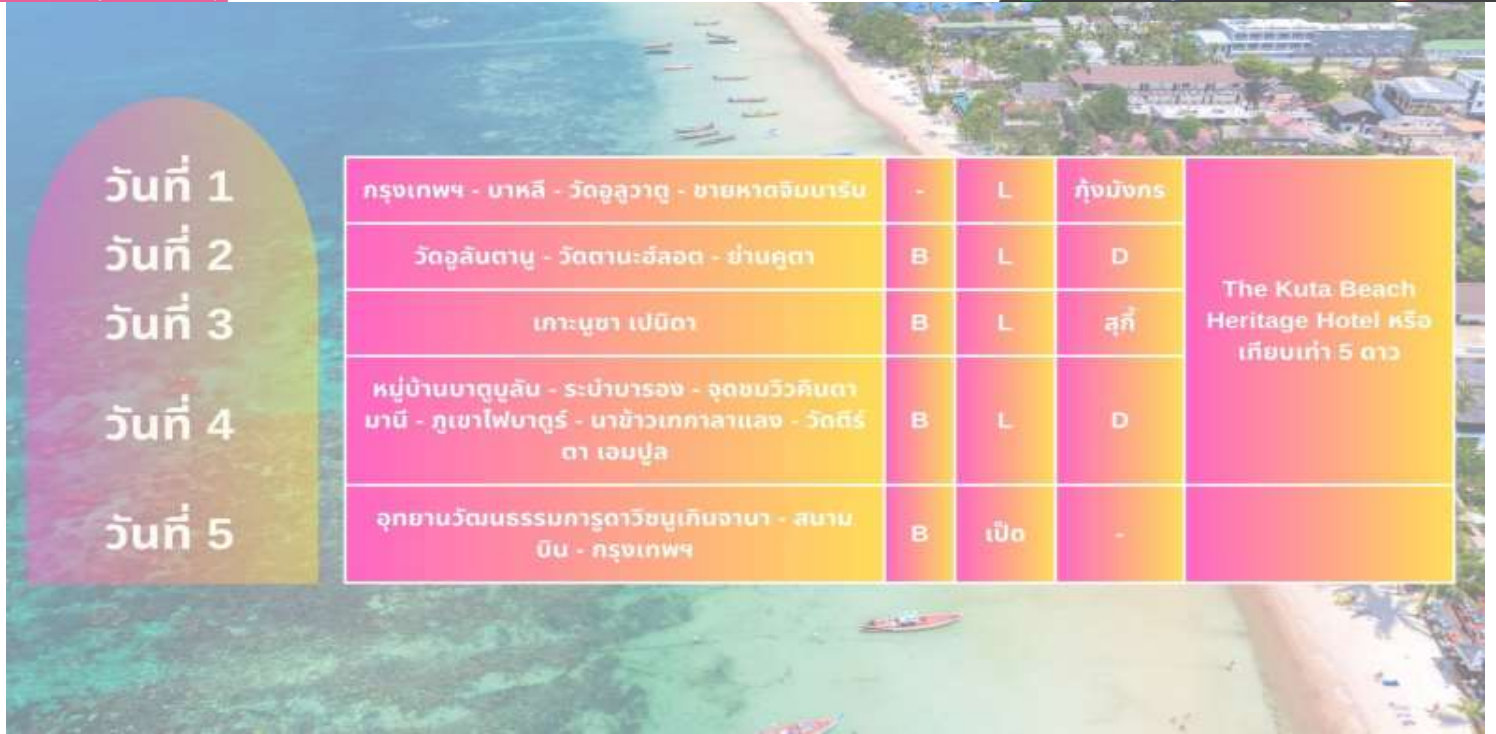 วันที่ 1
กรุงเทพฯ - บาหลี - วัดอูลูวาตู - ชายหาดจิมบารัน
-
L
กุ้งมังกร
วันที่ 2
วัดอูลันดานู - วัดตานะฮ์ลอต - ย่านคูตา
B
L
D
The Kuta Beach
Heritage Hotel หรือ
เทียบเท่า 5 ดาว
วันที่ 3
เกาะนูซา เปนิดา
B
L
สุกี้
วันที่ 4
หมู่บ้านบาตูบูลัน - ระบำบารอง - จุดชมวิวคินตา
มานี - ภูเขาไฟบาตูร์ - นาข้าวเทกาลาแลง - วัดตีร์
ตา เอมปูล
B
L
D
วันที่ 5
อุทยานวัฒนธรรมการูดาวิษนูเกินจานา - สนาม
บิน - กรุงเทพฯ
B
เป็ด
-